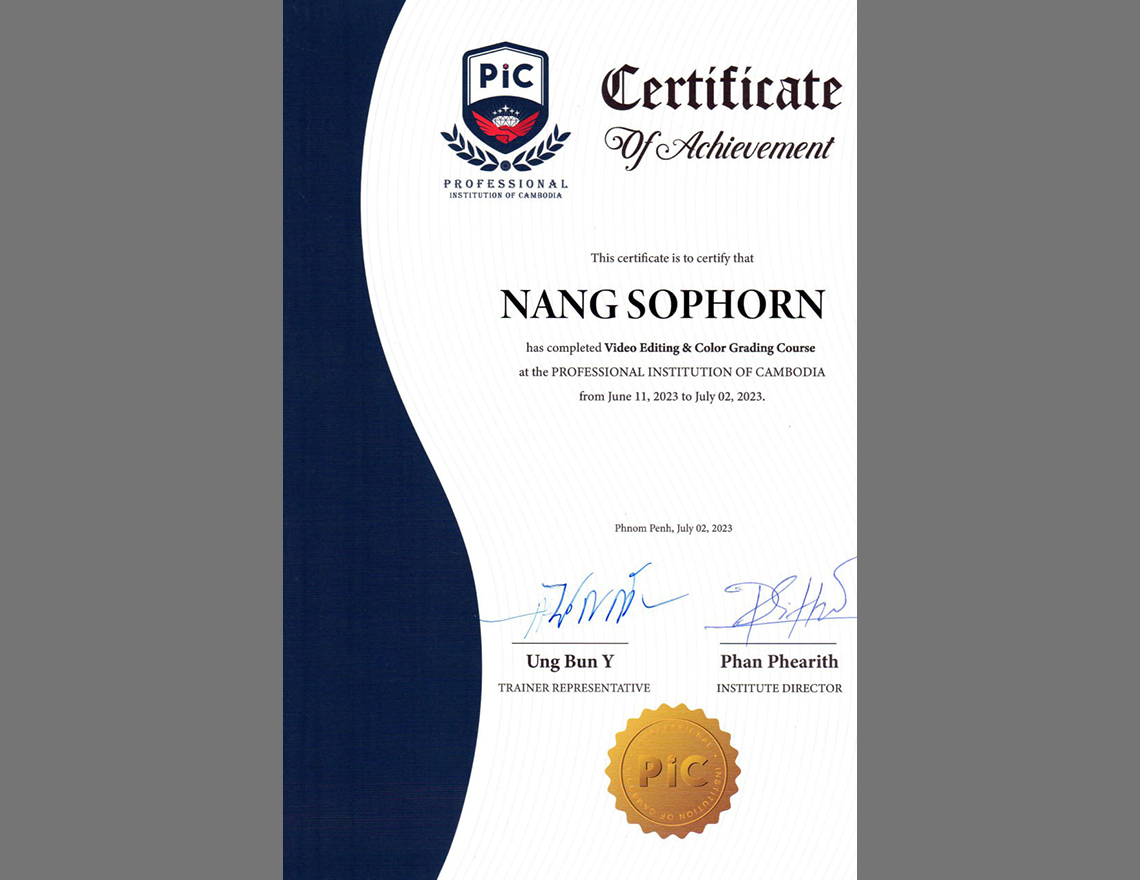 PiC
PROFESSIONAL
INSTITUTION OF CAMBODIA
Certificate
Of Achievement
This certificate is to certify that
NANG SOPHORN
has completed Video Editing & Color Grading Course
at the PROFESSIONAL INSTITUTION OF CAMBODIA
from June 11, 2023 to July 02, 2023.
Phnom Penh, July 02, 2023
Ung Bun Y
Phan Phearith
TRAINER REPRESENTATIVE
INSTITUTE DIRECTOR
PiC
INSTITUTION OF